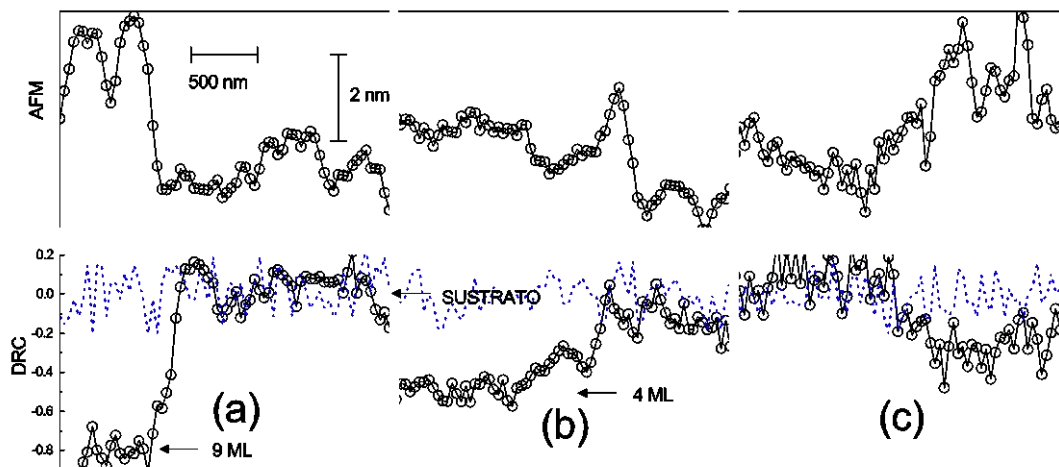 AFM
500 nm
2 nm
0.2
0.0
-0.2
-0.4
-0.6
-0.8
DRC
SUSTRATO
9 ML
4 ML
(a)
(b)
(c)